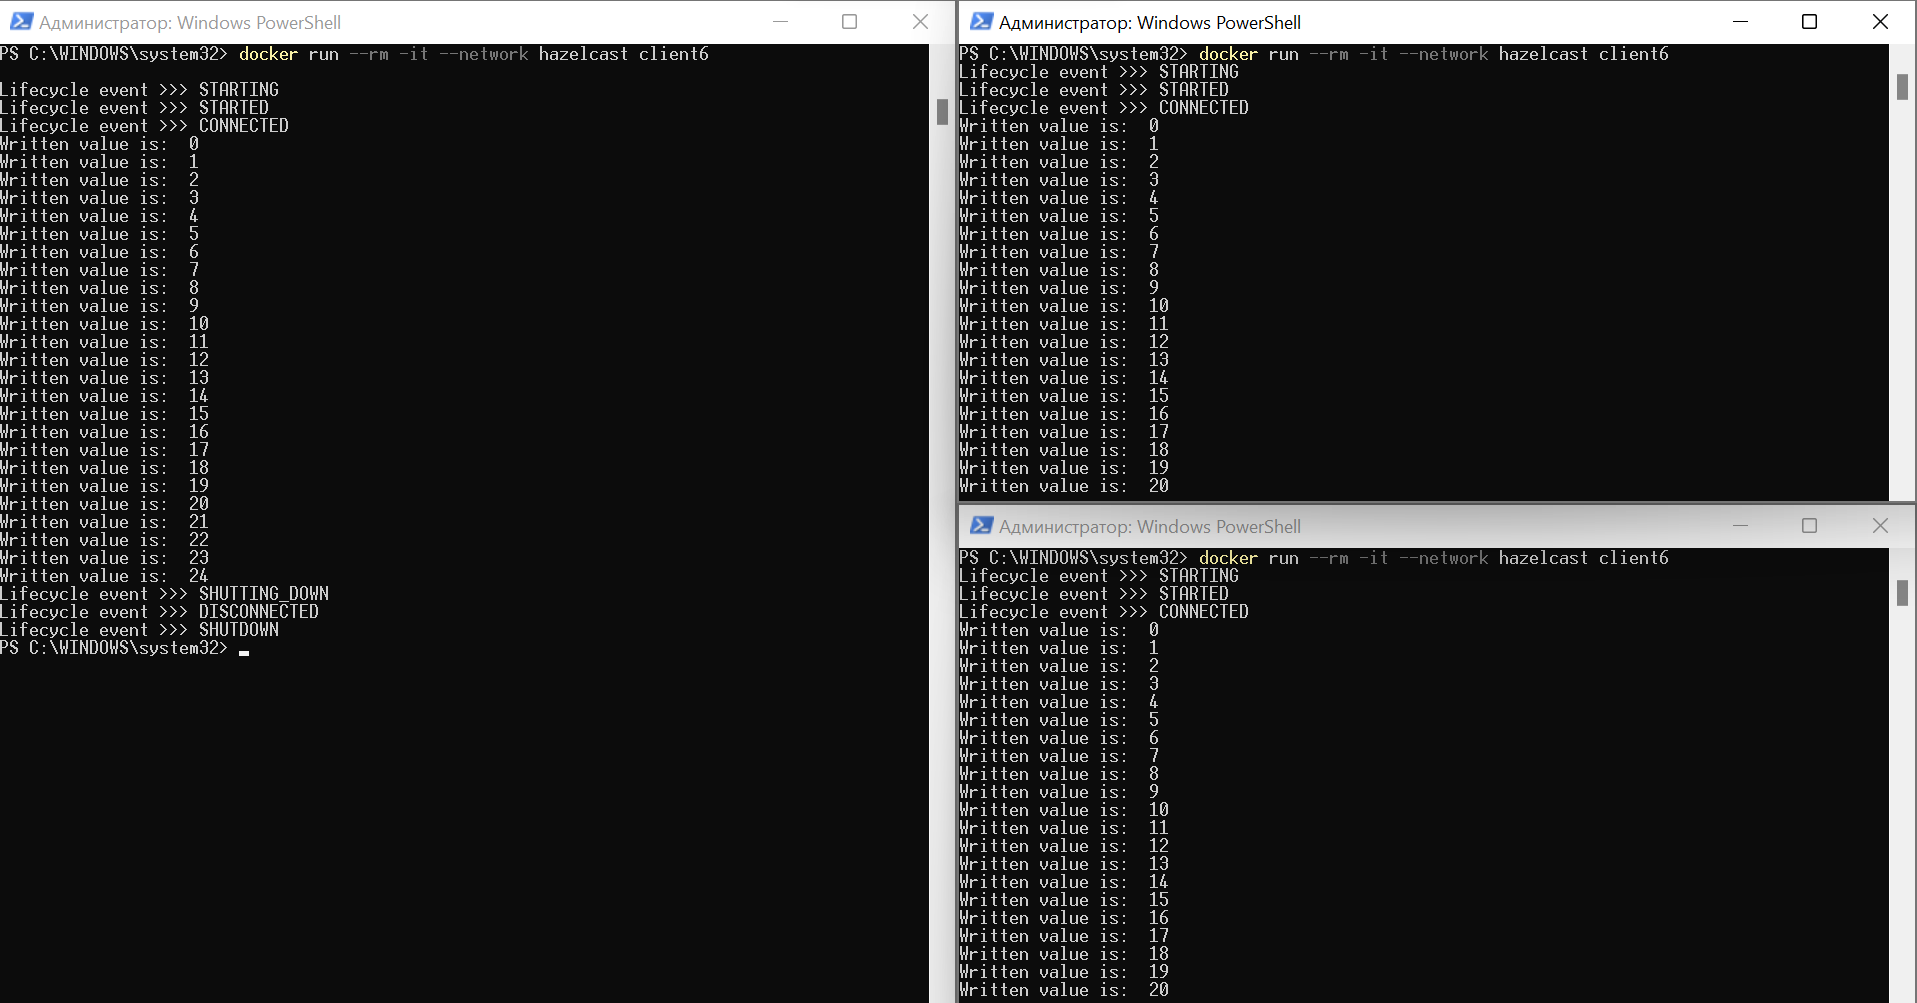 Администратор: Windows PowerShell
PS C:\WINDOWS\system32> docker run --rm -it --network hazelcast client6
Lifecycle event >>> STARTING
Lifecycle event >>> STARTED
Lifecycle event >>> CONNECTED
Written value is:  0
Written value is:  1
Written value is:  2
Written value is:  3
Written value is:  4
Written value is:  5
Written value is:  6
Written value is:  7
Written value is:  8
Written value is:  9
Written value is:  10
Written value is:  11
Written value is:  12
Written value is:  13
Written value is:  14
Written value is:  15
Written value is:  16
Written value is:  17
Written value is:  18
Written value is:  19
Written value is:  20
Written value is:  21
Written value is:  22
Written value is:  23
Written value is:  24
Lifecycle event >>> SHUTTING_DOWN
Lifecycle event >>> DISCONNECTED
Lifecycle event >>> SHUTDOWN
PS C:\WINDOWS\system32>
Администратор: Windows PowerShell
PS C:\WINDOWS\system32> docker run --rm -it --network hazelcast client6
Lifecycle event >>> STARTING
Lifecycle event >>> STARTED
Lifecycle event >>> CONNECTED
Written value is:  0
Written value is:  1
Written value is:  2
Written value is:  3
Written value is:  4
Written value is:  5
Written value is:  6
Written value is:  7
Written value is:  8
Written value is:  9
Written value is:  10
Written value is:  11
Written value is:  12
Written value is:  13
Written value is:  14
Written value is:  15
Written value is:  16
Written value is:  17
Written value is:  18
Written value is:  19
Written value is:  20
Администратор: Windows PowerShell
PS C:\WINDOWS\system32> docker run --rm -it --network hazelcast client6
Lifecycle event >>> STARTING
Lifecycle event >>> STARTED
Lifecycle event >>> CONNECTED
Written value is:  0
Written value is:  1
Written value is:  2
Written value is:  3
Written value is:  4
Written value is:  5
Written value is:  6
Written value is:  7
Written value is:  8
Written value is:  9
Written value is:  10
Written value is:  11
Written value is:  12
Written value is:  13
Written value is:  14
Written value is:  15
Written value is:  16
Written value is:  17
Written value is:  18
Written value is:  19
Written value is:  20